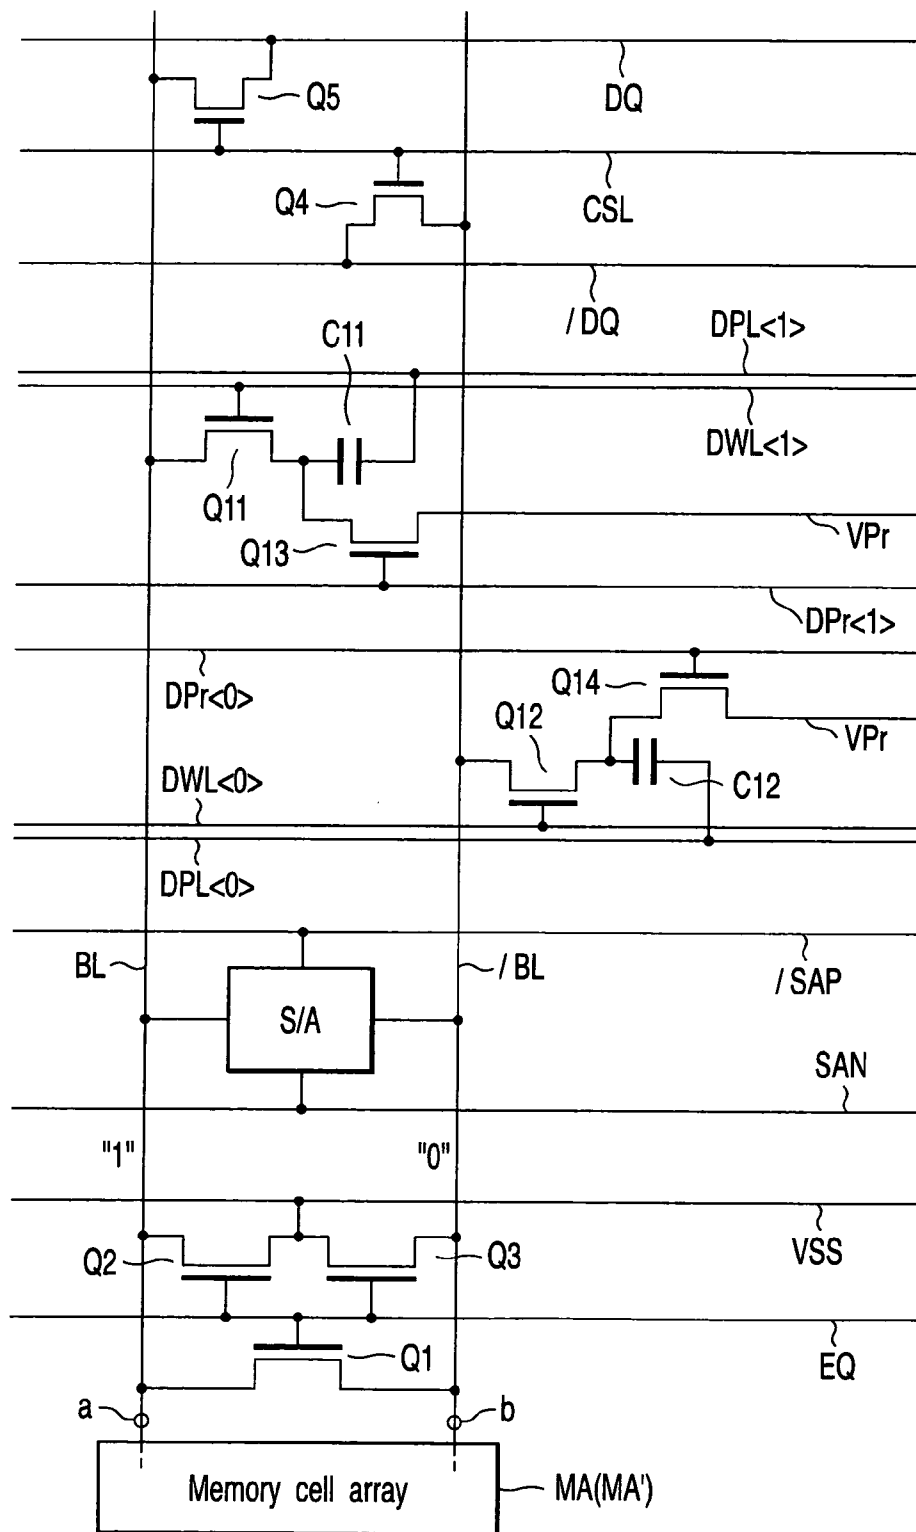 Q5
DQ
Q4
CSL
/DQ
C11
DPL<1>
DWL<1>
Q11
Q13
VPr
DPr<1>
DPr<0>
Q14
Q12
VPr
DWL<0>
C12
DPL<0>
BL
/BL
/SAP
S/A
SAN
"1"
"0"
Q2
Q3
VSS
Q1
EQ
a
b
Memory cell array
MA(MA')